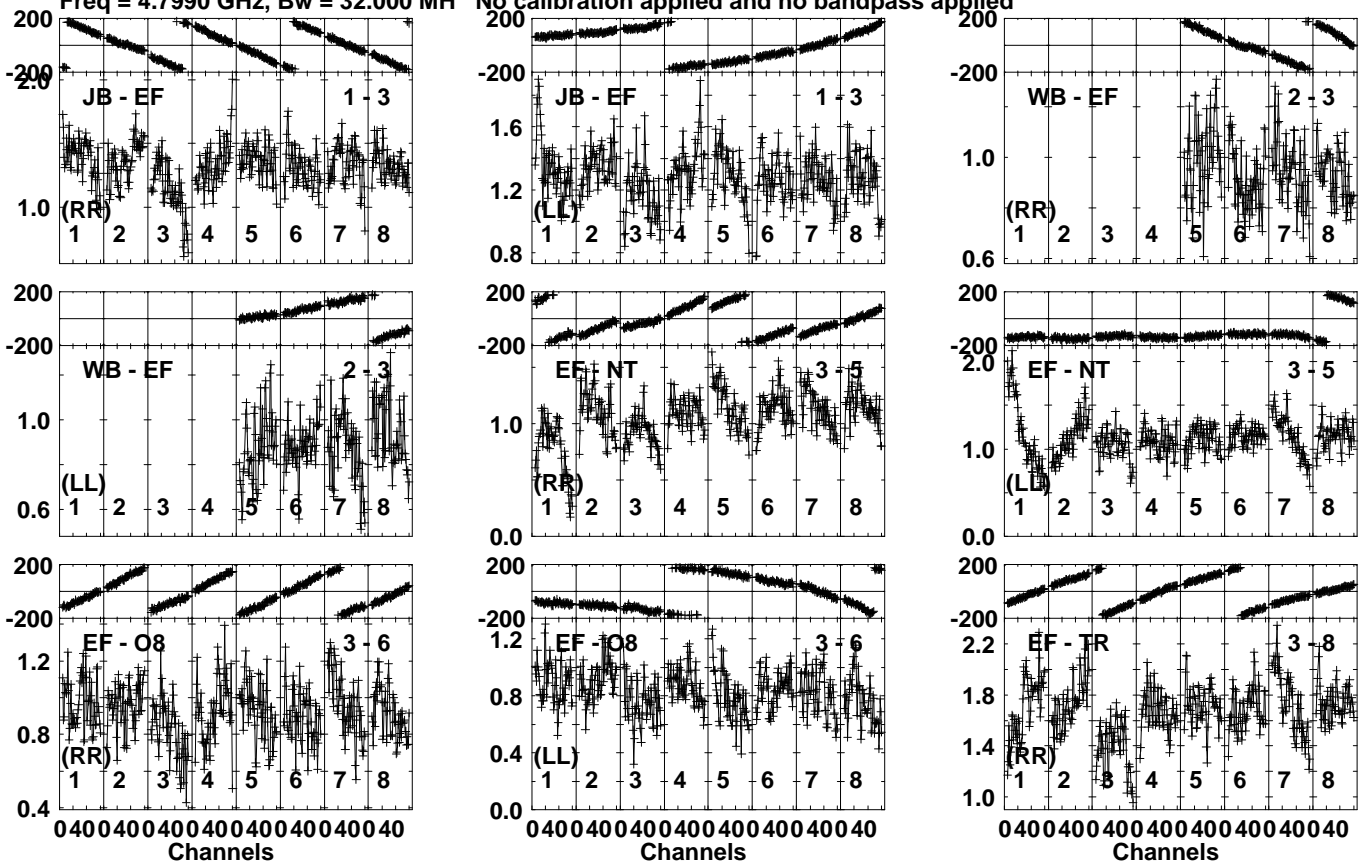 Freq = 4.7990 GHz, Bw = 32.000 MH No calibration applied and no bandpass applied
200
-200
2.0
1.0
JB - EF
1 - 3
(RR)
1 2 3 4 5 6 7 8
200
-200
1.6
1.2
0.8
JB - EF
1 - 3
(LL)
1 2 3 4 5 6 7 8
200
-200
1.0
0.6
WB - EF
2 - 3
(RR)
1 2 3 4 5 6 7 8
200
-200
1.0
0.6
WB - EF
2 - 3
(LL)
1 2 3 4 5 6 7 8
200
-200
1.0
0.0
EF - NT
3 - 5
(RR)
1 2 3 4 5 6 7 8
200
-200
2.0
1.0
0.0
EF - NT
3 - 5
(LL)
1 2 3 4 5 6 7 8
200
-200
1.2
0.8
0.4
EF - O8
3 - 6
(RR)
1 2 3 4 5 6 7 8
0 40 0 40 0 40 0 40 0 40 0 40 0 40 0 40
Channels
200
-200
1.2
0.8
0.4
0.0
EF - O8
3 - 6
(LL)
1 2 3 4 5 6 7 8
0 40 0 40 0 40 0 40 0 40 0 40 0 40 0 40
Channels
200
-200
2.2
1.8
1.4
1.0
EF - TR
3 - 8
(RR)
1 2 3 4 5 6 7 8
0 40 0 40 0 40 0 40 0 40 0 40 0 40 0 40
Channels